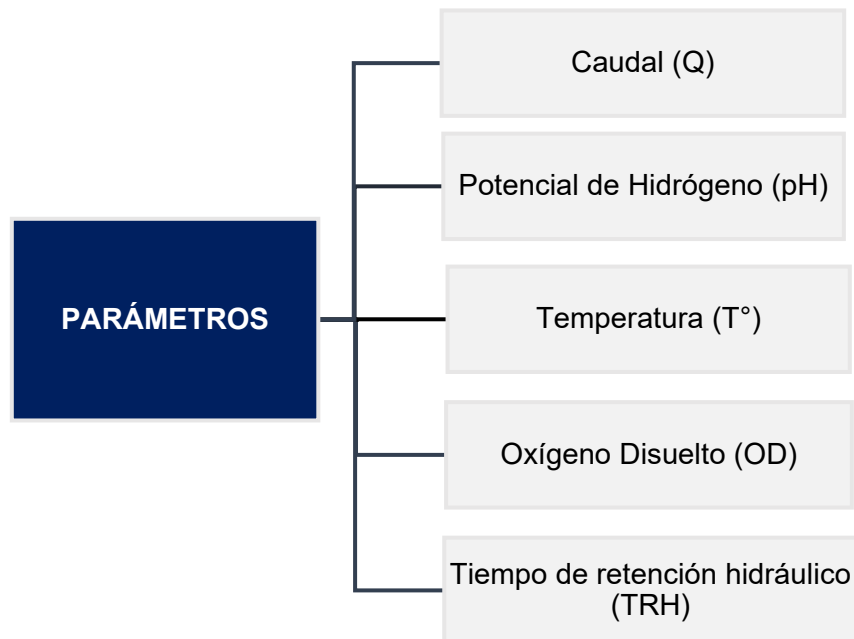 PARÁMETROS
Caudal (Q)
Potencial de Hidrógeno (pH)
Temperatura (T°)
Oxígeno Disuelto (OD)
Tiempo de retención hidráulico
(TRH)